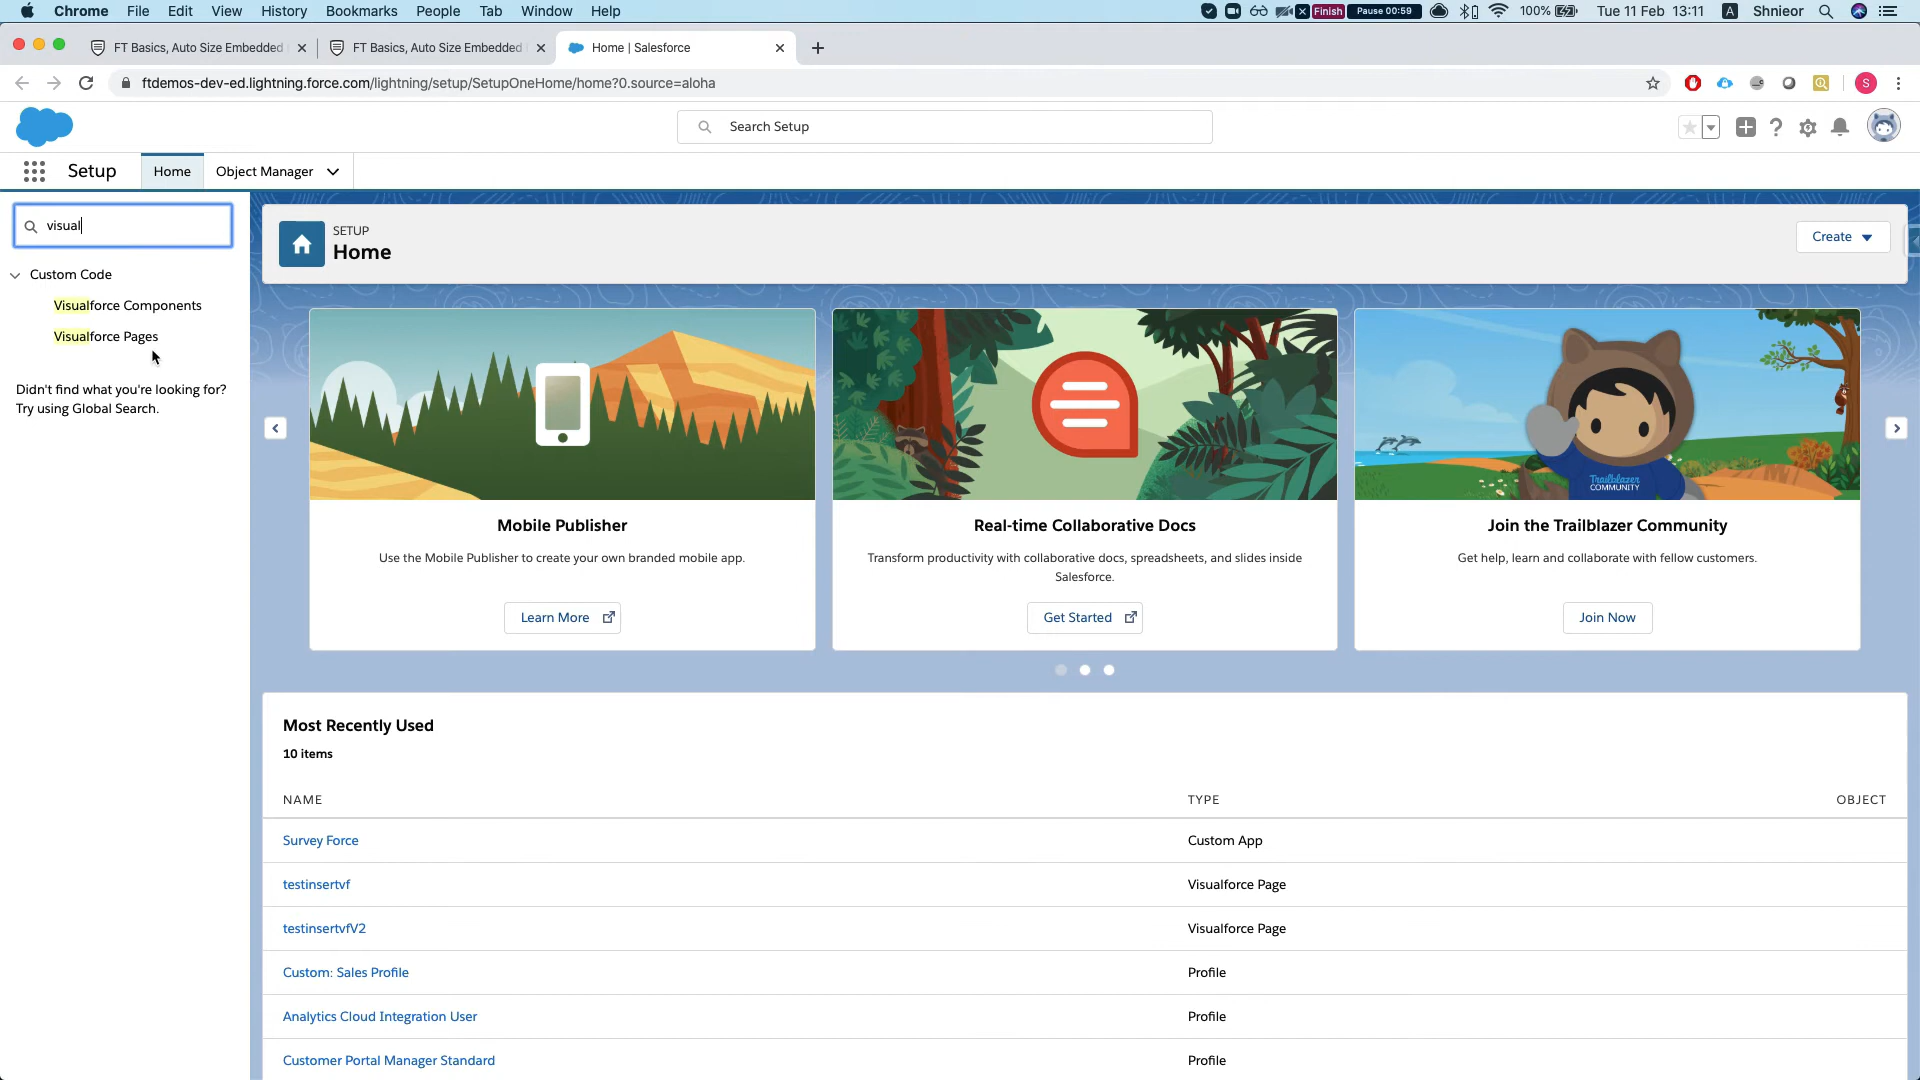 Chrome File Edit View History Bookmarks People Tab Window Help Finish Pause 00:59 100% Tue 11 Feb 13:11 A Shnieor
FT Basics, Auto Size Embedded FT Basics, Auto Size Embedded Home | Salesforce
ftdemos-dev-ed.lightning.force.com/lightning/setup/SetupOneHome/home?0.source=aloha S
Search Setup
Setup Home Object Manager
visual
Custom Code
Visualforce Components
Visualforce Pages
Didn't find what you're looking for?
Try using Global Search.
SETUP
Home
Create
Trailblazer
COMMUNITY
Mobile Publisher
Use the Mobile Publisher to create your own branded mobile app.
Learn More
Real-time Collaborative Docs
Transform productivity with collaborative docs, spreadsheets, and slides inside
Salesforce.
Get Started
Join the Trailblazer Community
Get help, learn and collaborate with fellow customers.
Join Now
Most Recently Used
10 items
NAME TYPE OBJECT
Survey Force Custom App
testinsertvf Visualforce Page
testinsertvfV2 Visualforce Page
Custom: Sales Profile Profile
Analytics Cloud Integration User Profile
Customer Portal Manager Standard Profile